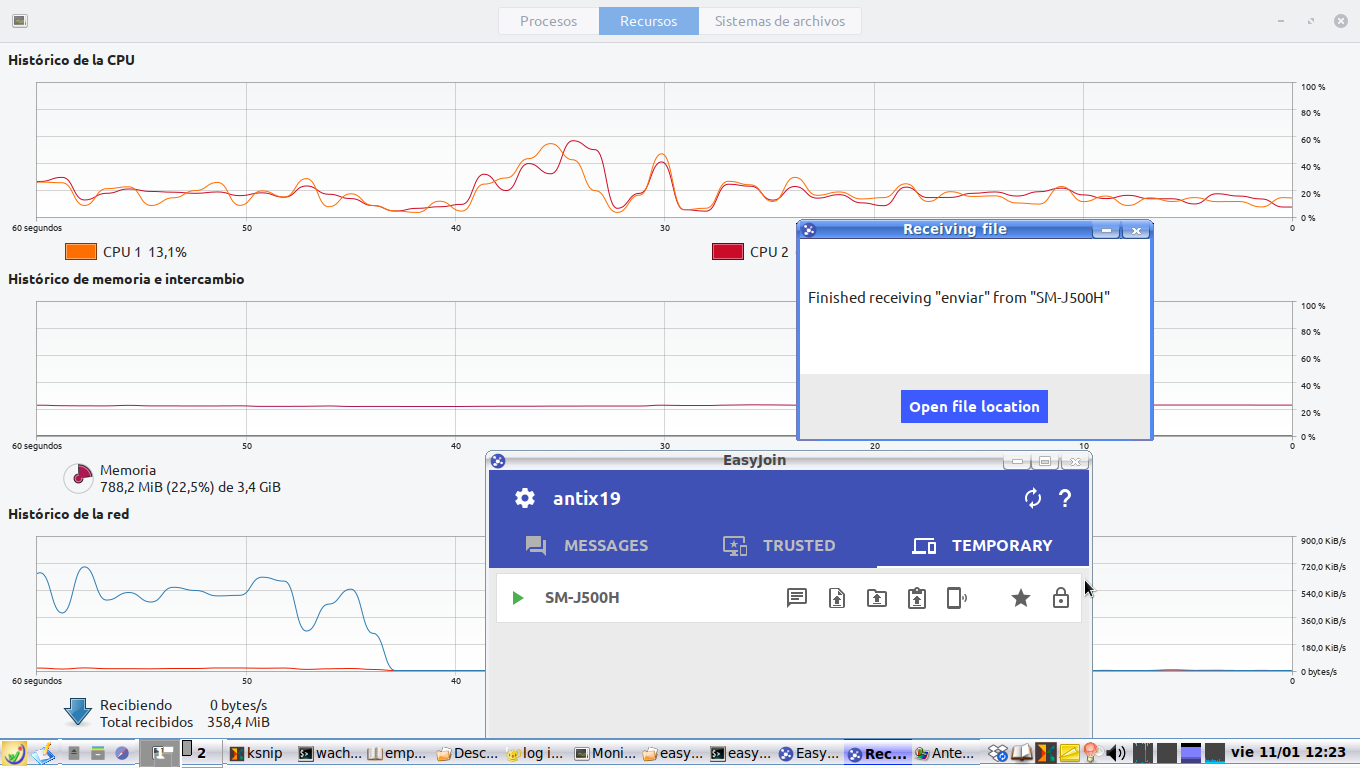 Procesos Recursos Sistemas de archivos
Histórico de la CPU
100 %
80 %
60 %
40 %
20 %
0 %
60 segundos 50 40 30 0
CPU 1 13,1% CPU 2
Receiving file
Finished receiving "enviar" from "SM-J500H"
Open file location
Histórico de memoria e intercambio
100 %
80 %
60 %
40 %
20 %
0 %
60 segundos 50 40 30 20 10 0
Memoria
788,2 MiB (22,5%) de 3,4 GiB
EasyJoin
antix19 ?
MESSAGES TRUSTED TEMPORARY
SM-J500H
Histórico de la red
900,0 KiB/s
720,0 KiB/s
540,0 KiB/s
360,0 KiB/s
180,0 KiB/s
0 bytes/s
60 segundos 50 40 0
Recibiendo 0 bytes/s
Total recibidos 358,4 MiB
2 ksnip wach... emp... Desc... log i... Moni... easy... easy... Easy... Rec... Ante... vie 11/01 12:23